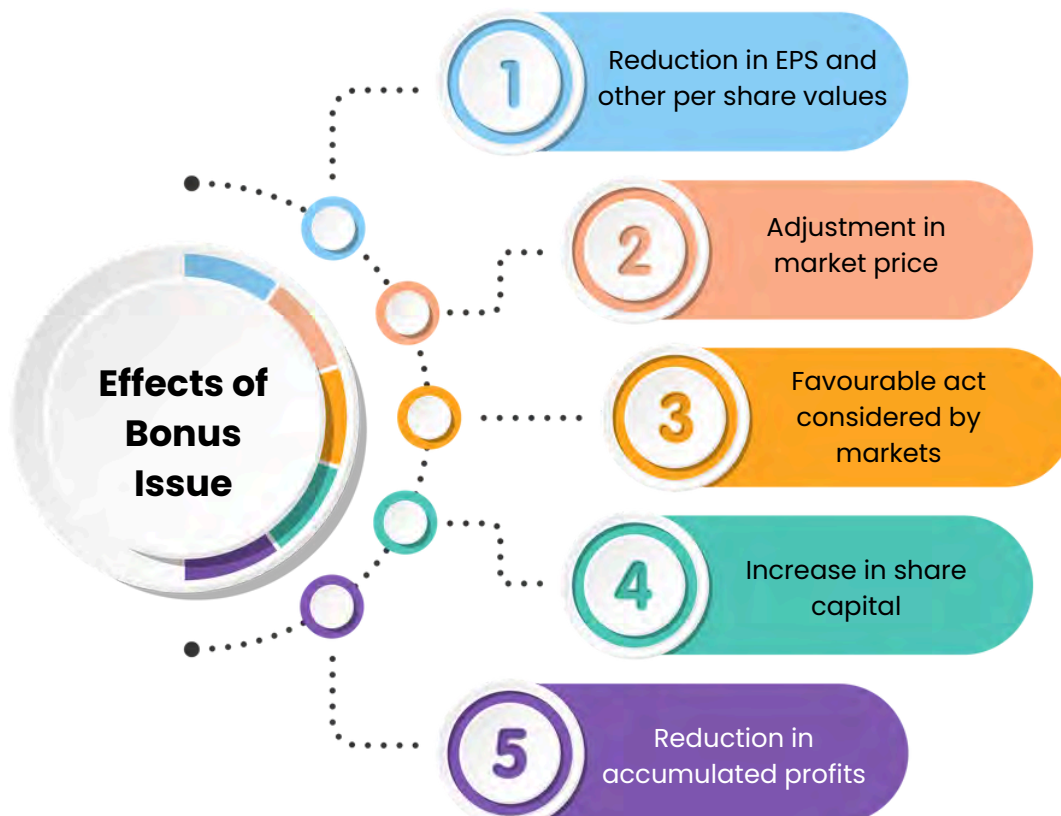 Effects of
Bonus
Issue
1
Reduction in EPS and
other per share values
2
Adjustment in
market price
3
Favourable act
considered by
markets
4
Increase in share
capital
5
Reduction in
accumulated profits